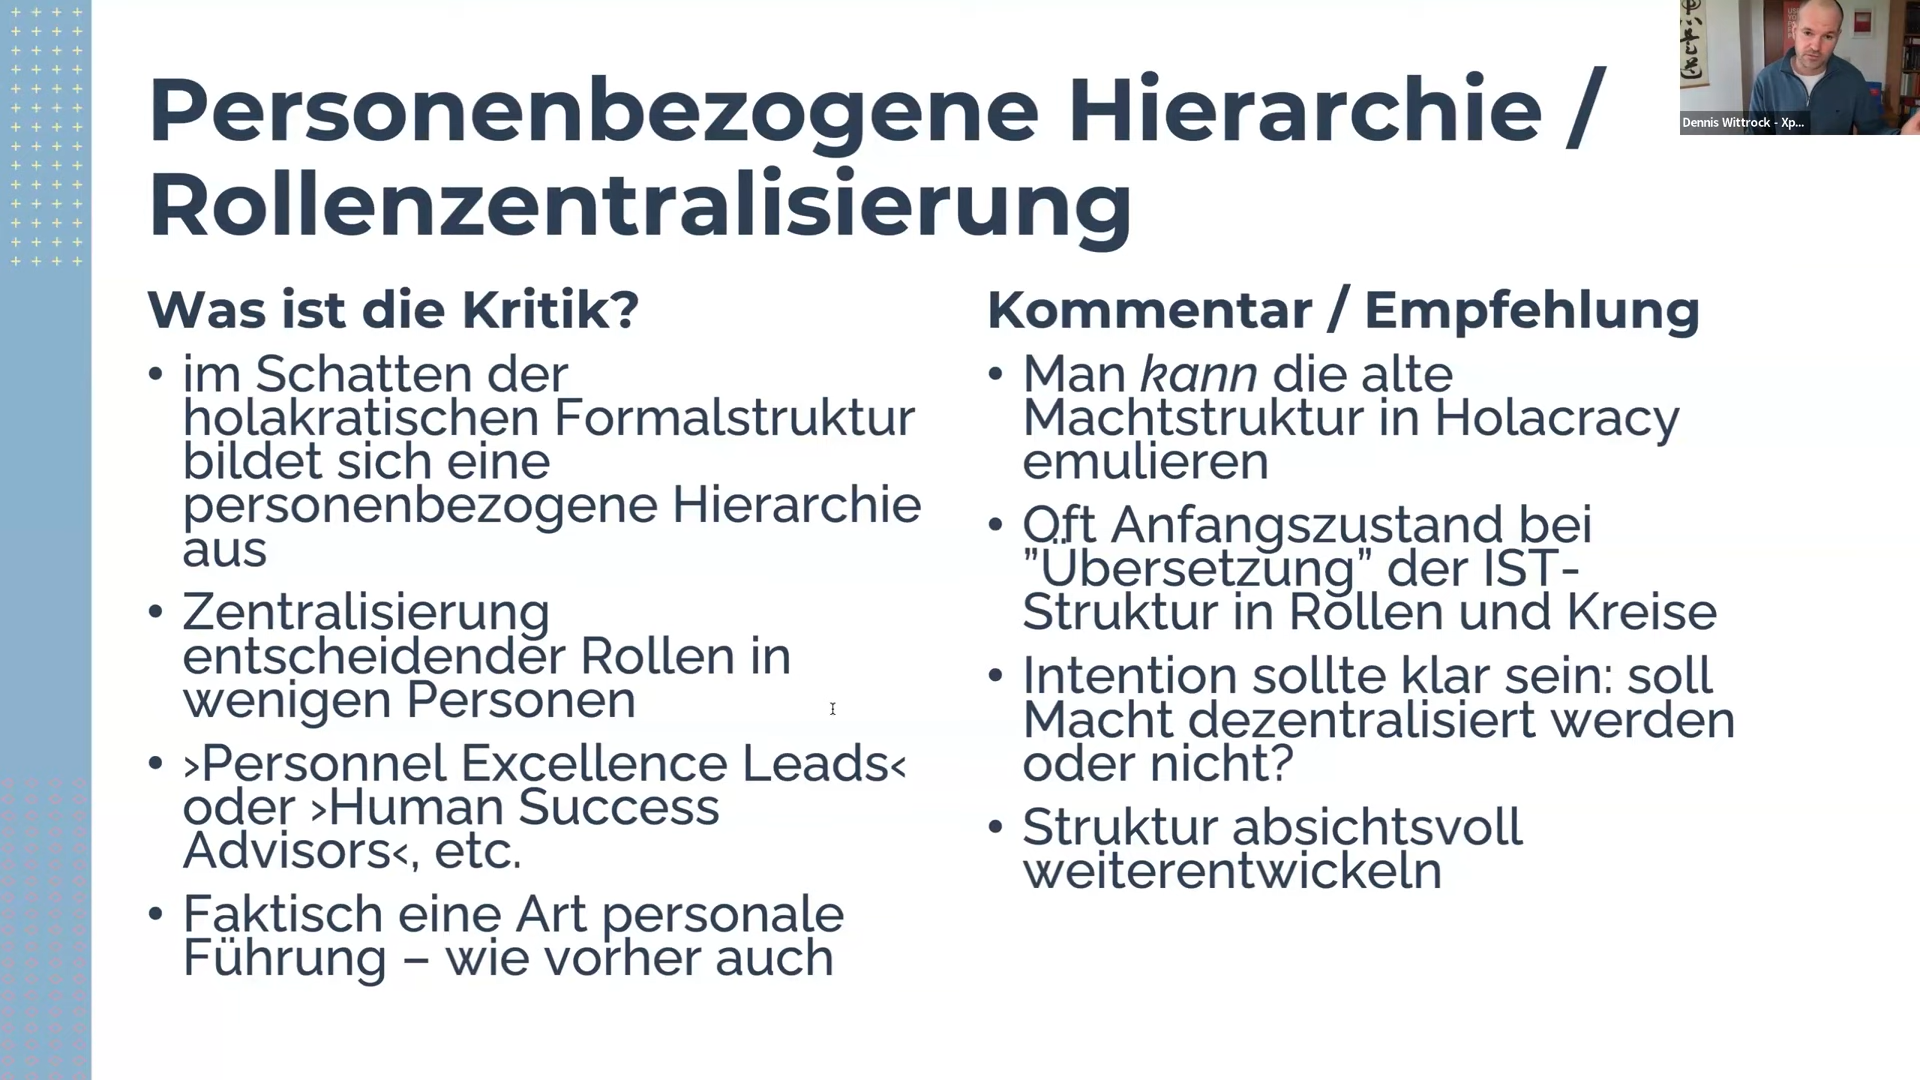 Personenbezogene Hierarchie /
Rollenzentralisierung
Was ist die Kritik?
• im Schatten der
holakratischen Formalstruktur
bildet sich eine
personenbezogene Hierarchie
aus
• Zentralisierung
entscheidender Rollen in
wenigen Personen
• ›Personnel Excellence Leads‹
oder ›Human Success
Advisors‹, etc.
• Faktisch eine Art personale
Führung – wie vorher auch
Kommentar / Empfehlung
• Man kann die alte
Machtstruktur in Holacracy
emulieren
• Oft Anfangszustand bei
”Übersetzung” der IST-
Struktur in Rollen und Kreise
• Intention sollte klar sein: soll
Macht dezentralisiert werden
oder nicht?
• Struktur absichtsvoll
weiterentwickeln
Dennis Wittrock - Xp...